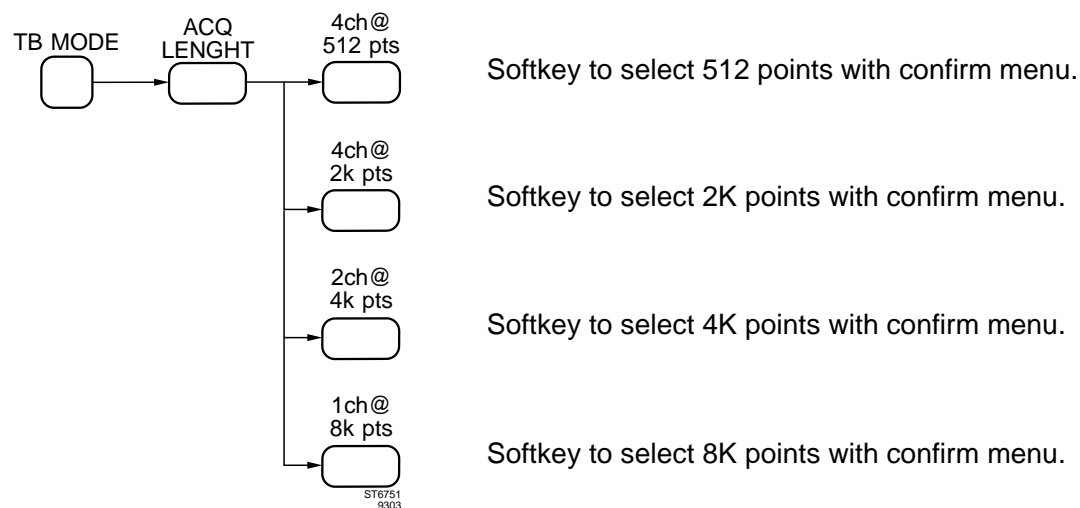 TB MODE
ACQ
LENGHT
4ch@
512 pts
Softkey to select 512 points with confirm menu.
4ch@
2k pts
Softkey to select 2K points with confirm menu.
2ch@
4k pts
Softkey to select 4K points with confirm menu.
1ch@
8k pts
Softkey to select 8K points with confirm menu.
ST6751
9303